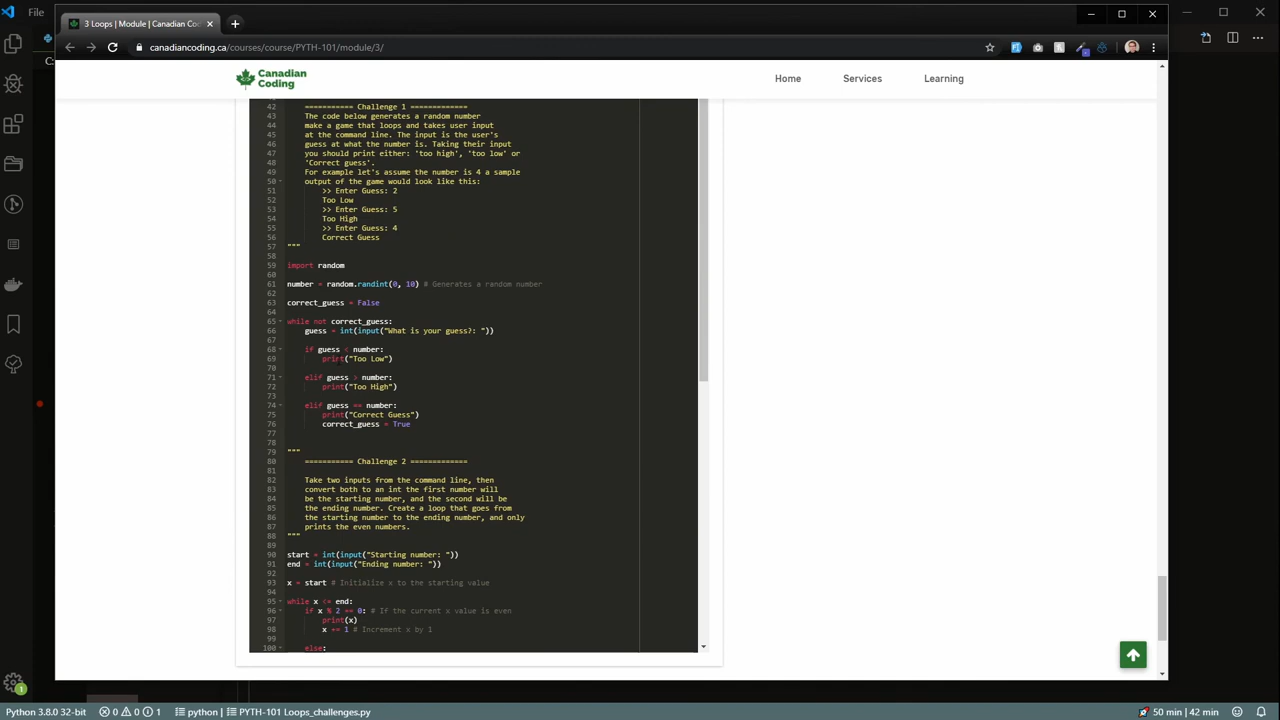 File
3 Loops | Module | Canadian Co
canadiancoding.ca/courses/course/PYTH-101/module/3/
Canadian
Coding
Home
Services
Learning
42 =========== Challenge 1 =============
43 The code below generates a random number
44 make a game that loops and takes user input
45 at the command line. The input is the user's
46 guess at what the number is. Taking their input
47 you should print either: 'too high', 'too low' or
48 'Correct guess'.
49 For example let's assume the number is 4 a sample
50 output of the game would look like this:
51 >> Enter Guess: 2
52 Too Low
53 >> Enter Guess: 5
54 Too High
55 >> Enter Guess: 4
56 Correct Guess
57 """
58
59 import random
60
61 number = random.randint(0, 10) # Generates a random number
62
63 correct_guess = False
64
65 while not correct_guess:
66 guess = int(input("What is your guess?: "))
67
68 if guess < number:
69 print("Too Low")
70
71 elif guess > number:
72 print("Too High")
73
74 elif guess == number:
75 print("Correct Guess")
76 correct_guess = True
77
78
79 """
80 =========== Challenge 2 =============
81
82 Take two inputs from the command line, then
83 convert both to an int the first number will
84 be the starting number, and the second will be
85 the ending number. Create a loop that goes from
86 the starting number to the ending number, and only
87 prints the even numbers.
88 """
89
90 start = int(input("Starting number: "))
91 end = int(input("Ending number: "))
92
93 x = start # Initialize x to the starting value
94
95 while x <= end:
96 if x % 2 == 0: # If the current x value is even
97 print(x)
98 x += 1 # Increment x by 1
99
100 else:
1
Python 3.8.0 32-bit
0 0 1
python
PYTH-101 Loops_challenges.py
50 min | 42 min